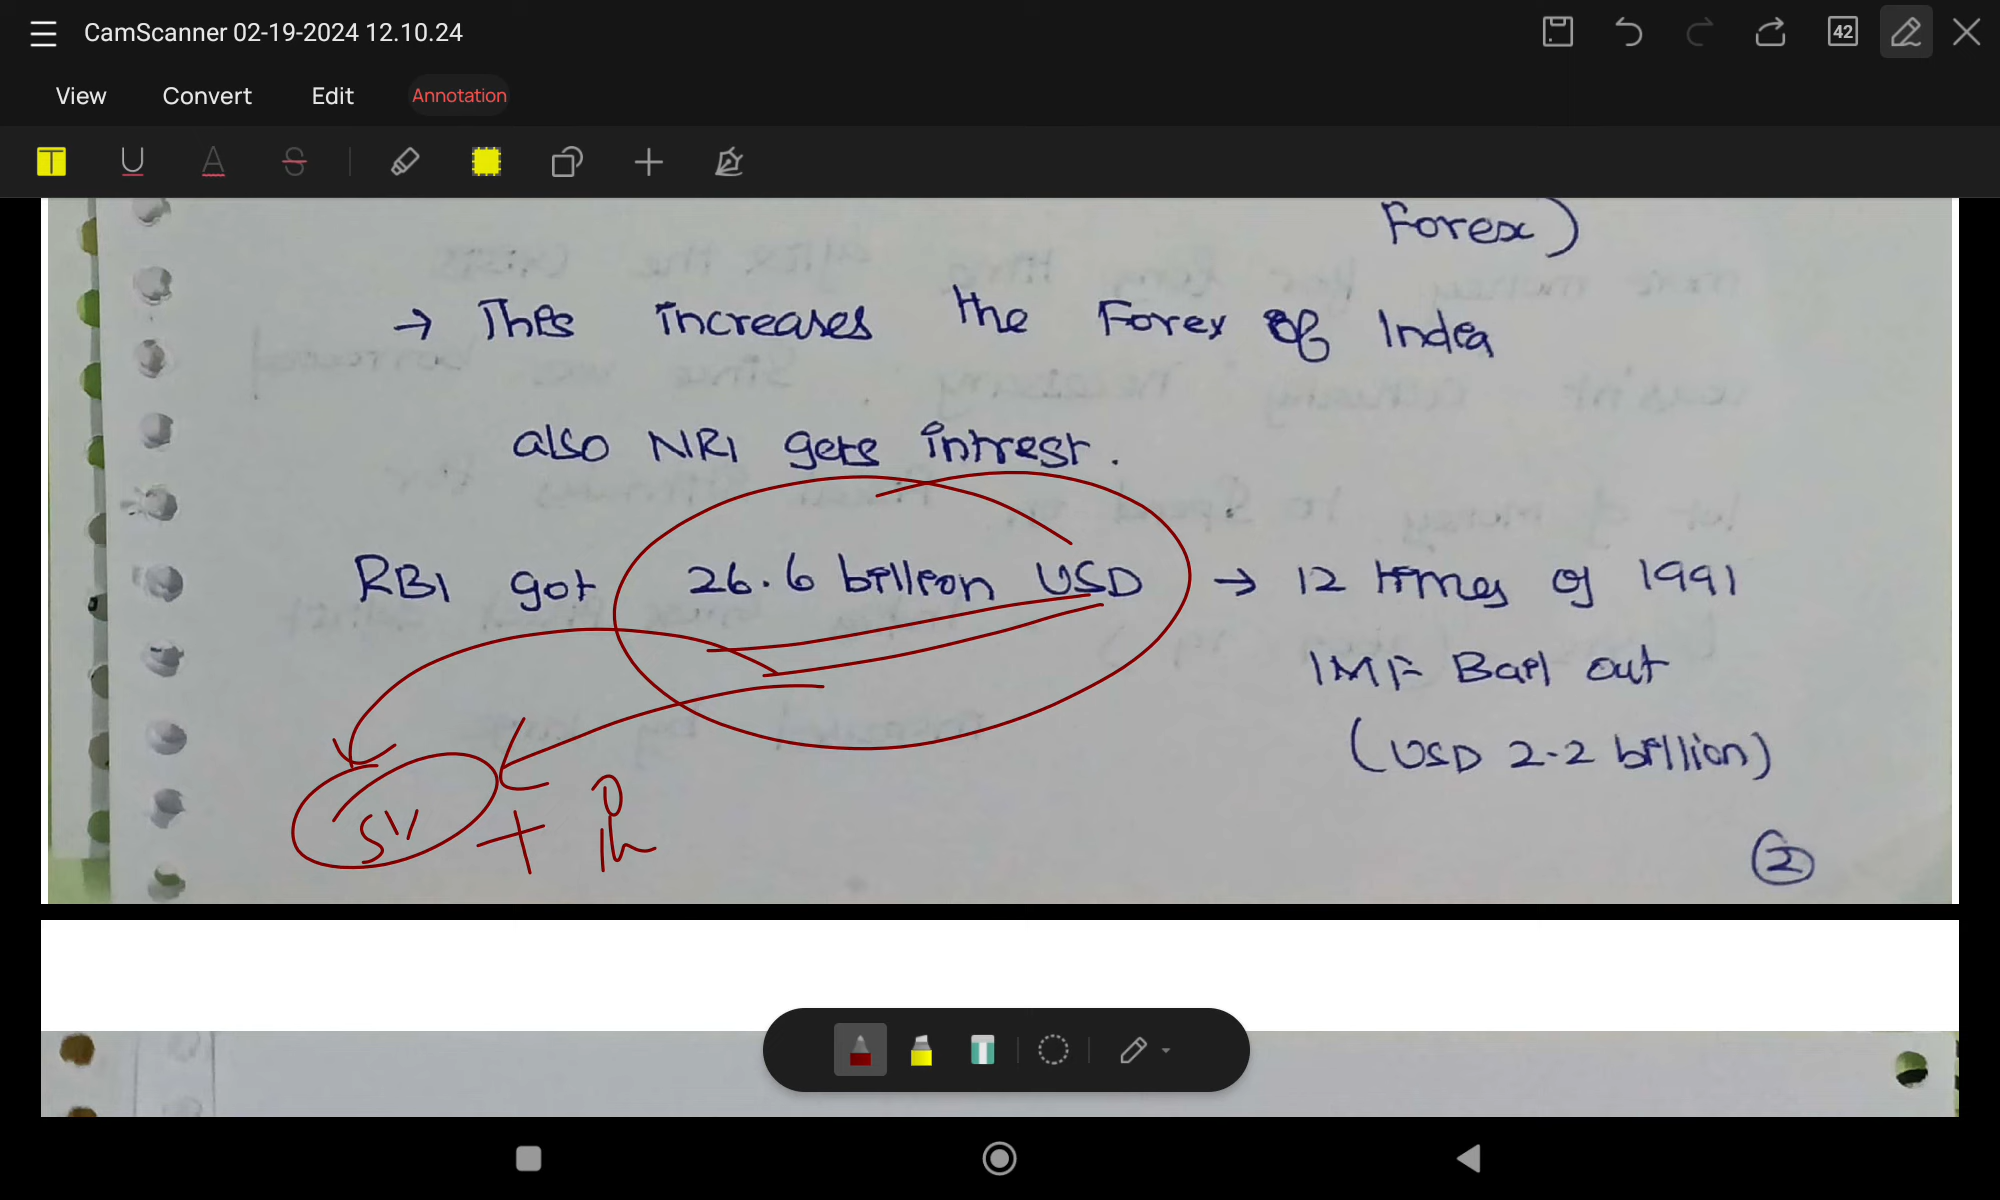 CamScanner 02-19-2024 12.10.24
42
View Convert Edit Annotation
T U A S
Forex)
→ This increases the Forex of India
also NRI gets intrest.
RBI got 26.6 billion USD → 12 times of 1991
IMF Bail out
(USD 2.2 billion)
+
2